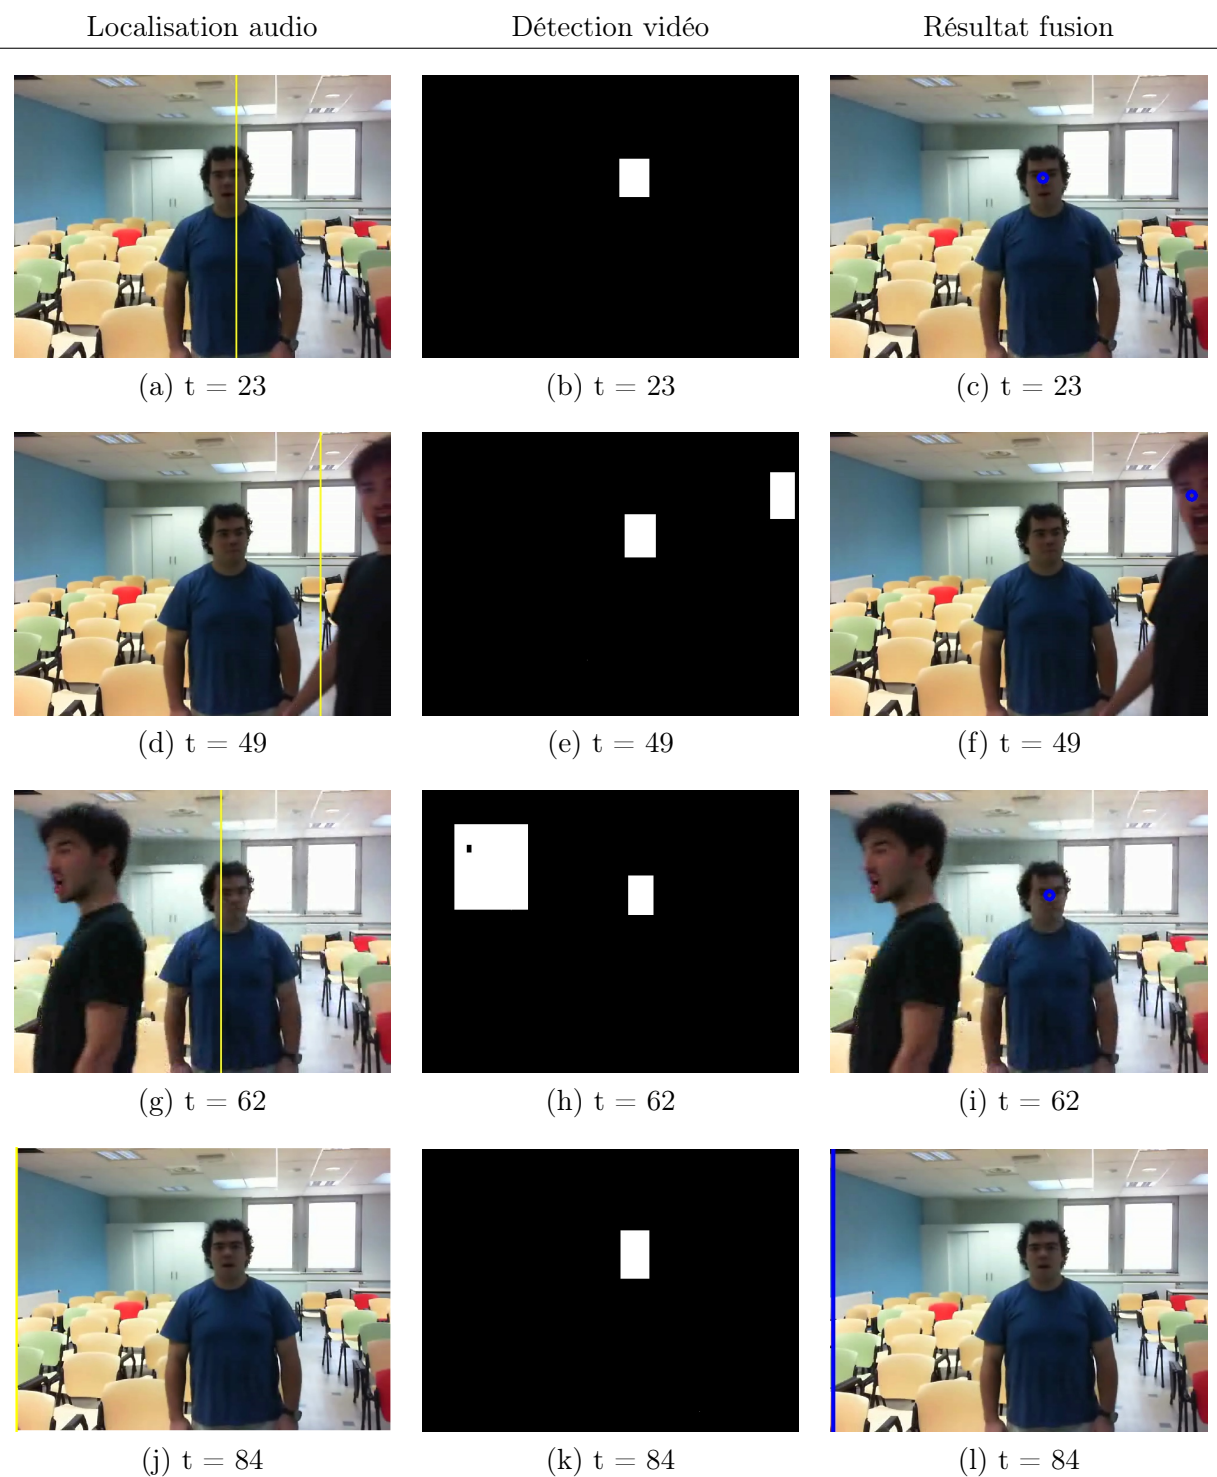 Localisation audio Détection vidéo Résultat fusion
(a) t = 23 (b) t = 23 (c) t = 23
(d) t = 49 (e) t = 49 (f) t = 49
(g) t = 62 (h) t = 62 (i) t = 62
(j) t = 84 (k) t = 84 (l) t = 84